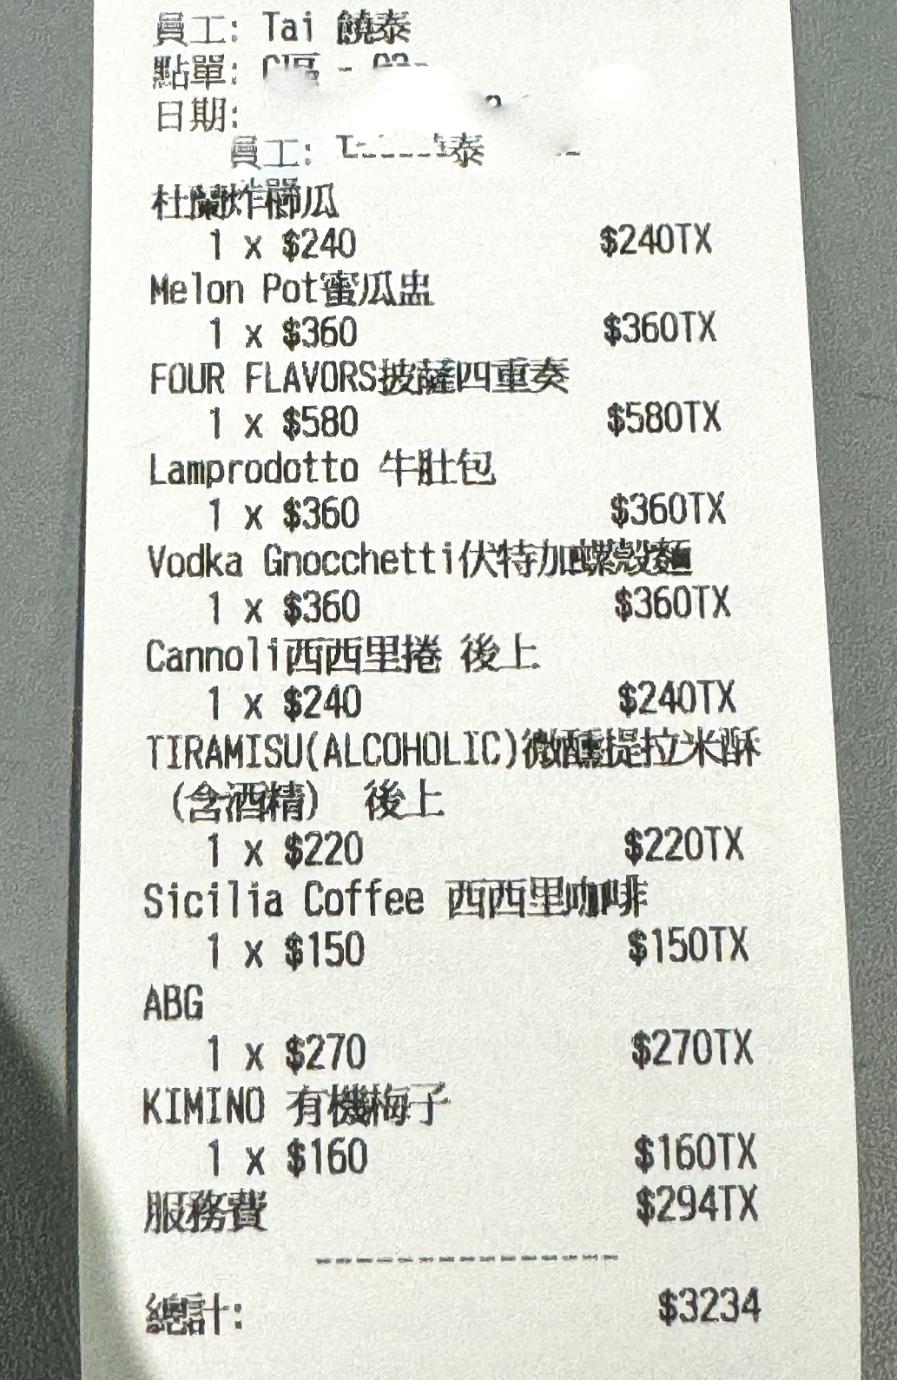 員工: Tai 饒泰
點單:
日期:
員工: 泰
杜蘭炸櫛瓜
1 x $240 $240TX
Melon Pot蜜瓜盅
1 x $360 $360TX
FOUR FLAVORS披薩四重奏
1 x $580 $580TX
Lamprodotto 牛肚包
1 x $360 $360TX
Vodka Gnocchetti伏特加螺殼麵
1 x $360 $360TX
Cannoli西西里捲 後上
1 x $240 $240TX
TIRAMISU(ALCOHOLIC)微醺提拉米酥
(含酒精) 後上
1 x $220 $220TX
Sicilia Coffee 西西里咖啡
1 x $150 $150TX
ABG
1 x $270 $270TX
KIMINO 有機梅子
1 x $160 $160TX
服務費 $294TX
----------------
總計: $3234